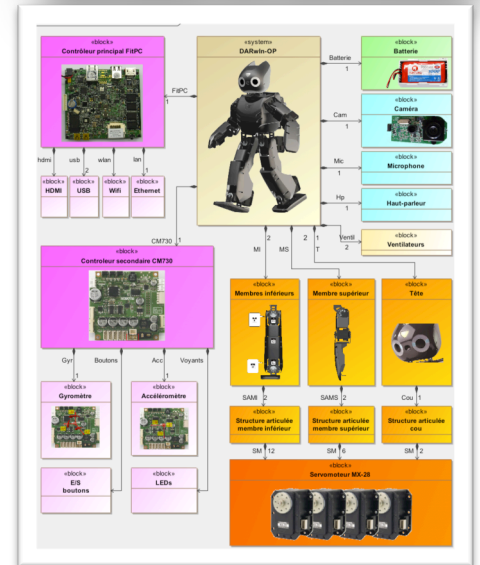 «block»
Contrôleur principal FitPC
«system»
DARwIn-OP
«block»
Batterie
Batterie
1
FitPC
1
«block»
Caméra
Cam
1
hdmi
usb
2
wlan
lan
1
«block»
HDMI
«block»
USB
«block»
Wifi
«block»
Ethernet
«block»
Microphone
Mic
1
«block»
Haut-parleur
Hp
1
«block»
Ventilateurs
Ventil
2
CM730
1
2
MI
MS
2
1
T
«block»
Controleur secondaire CM730
«block»
Membres inférieurs
«block»
Membre supérieur
«block»
Tête
Gyr
1
Boutons
Acc
1
Voyants
«block»
Gyromètre
«block»
Accéléromètre
SAMI
2
SAMS
2
Cou
1
«block»
Structure articulée
membre inférieur
«block»
Structure articulée
membre supérieur
«block»
Structure articulée
cou
«block»
E/S
boutons
«block»
LEDs
SM
12
SM
6
SM
2
«block»
Servomoteur MX-28